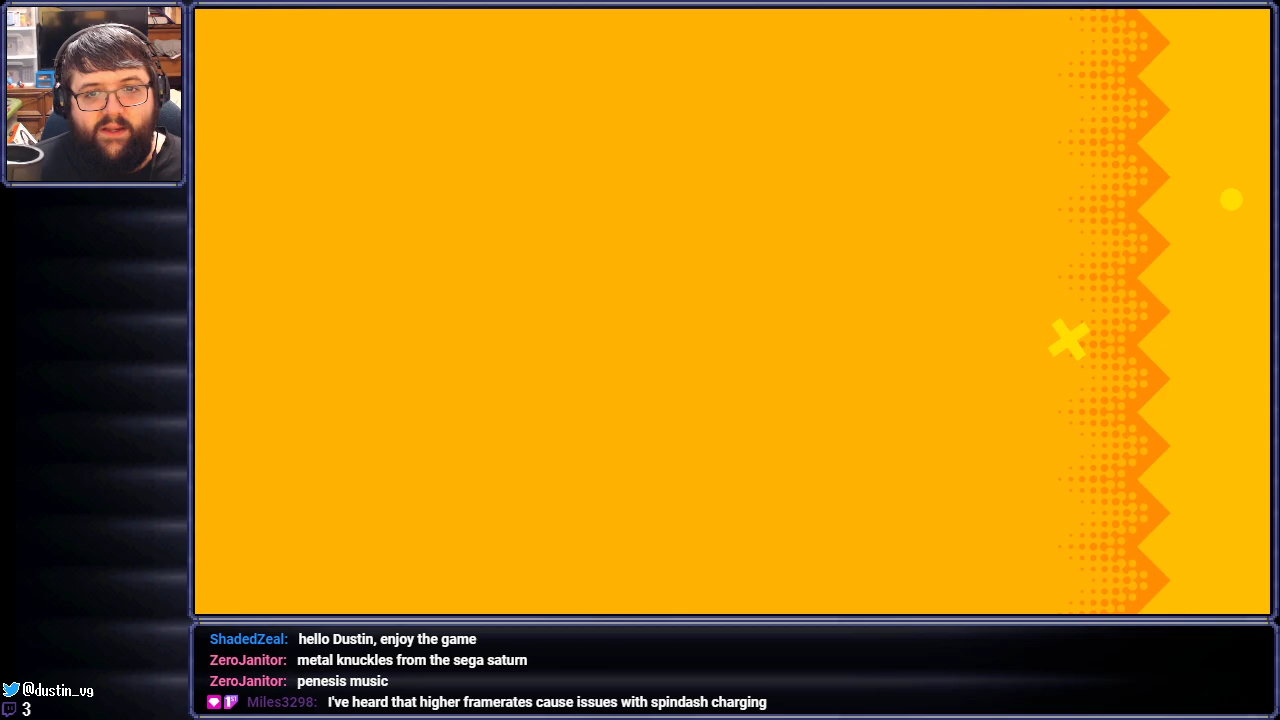 ShadedZeal: hello Dustin, enjoy the game
ZeroJanitor: metal knuckles from the sega saturn
ZeroJanitor: penesis music
1ST Miles3298: I've heard that higher framerates cause issues with spindash charging
@dustin_vg
3